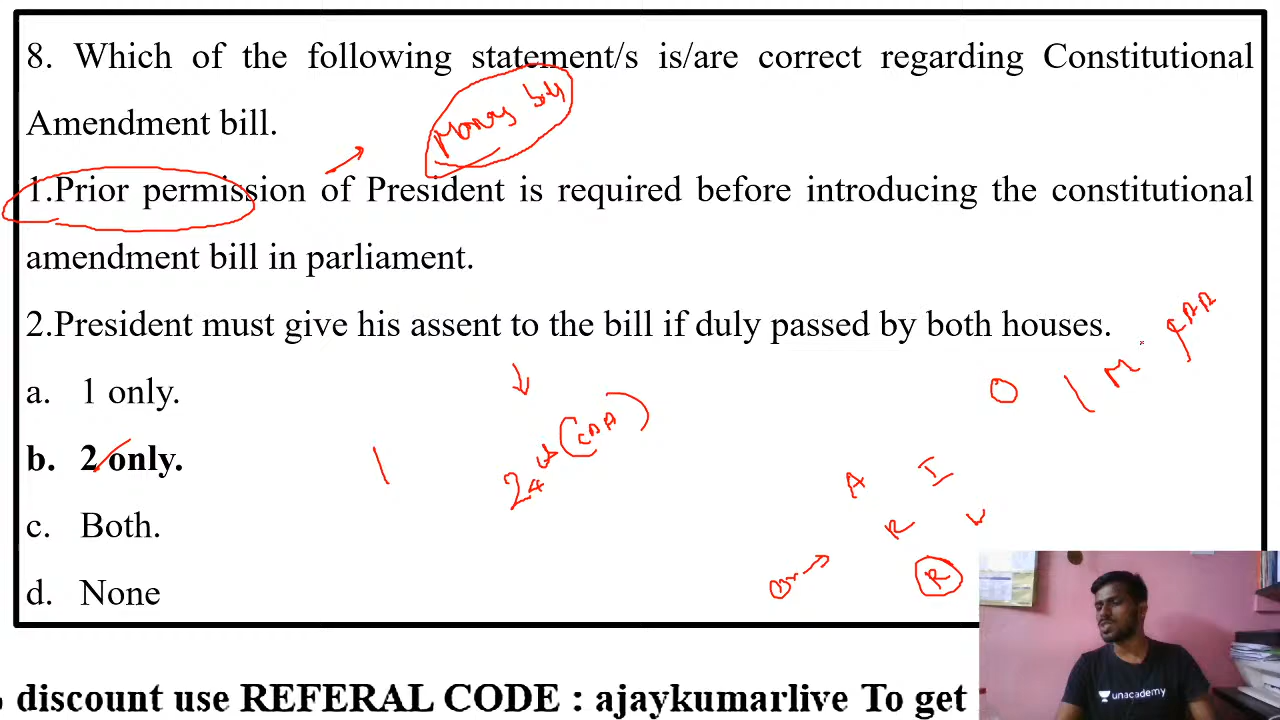 8. Which of the following statement/s is/are correct regarding Constitutional
Amendment bill.
Money bill
1.Prior permission of President is required before introducing the constitutional
amendment bill in parliament.
2.President must give his assent to the bill if duly passed by both houses.
a. 1 only.
b. 2 only.
c. Both.
d. None
1
24th (CAA)
O 1 M
A I
R
R
unacademy
discount use REFERAL CODE : ajaykumarlive To get